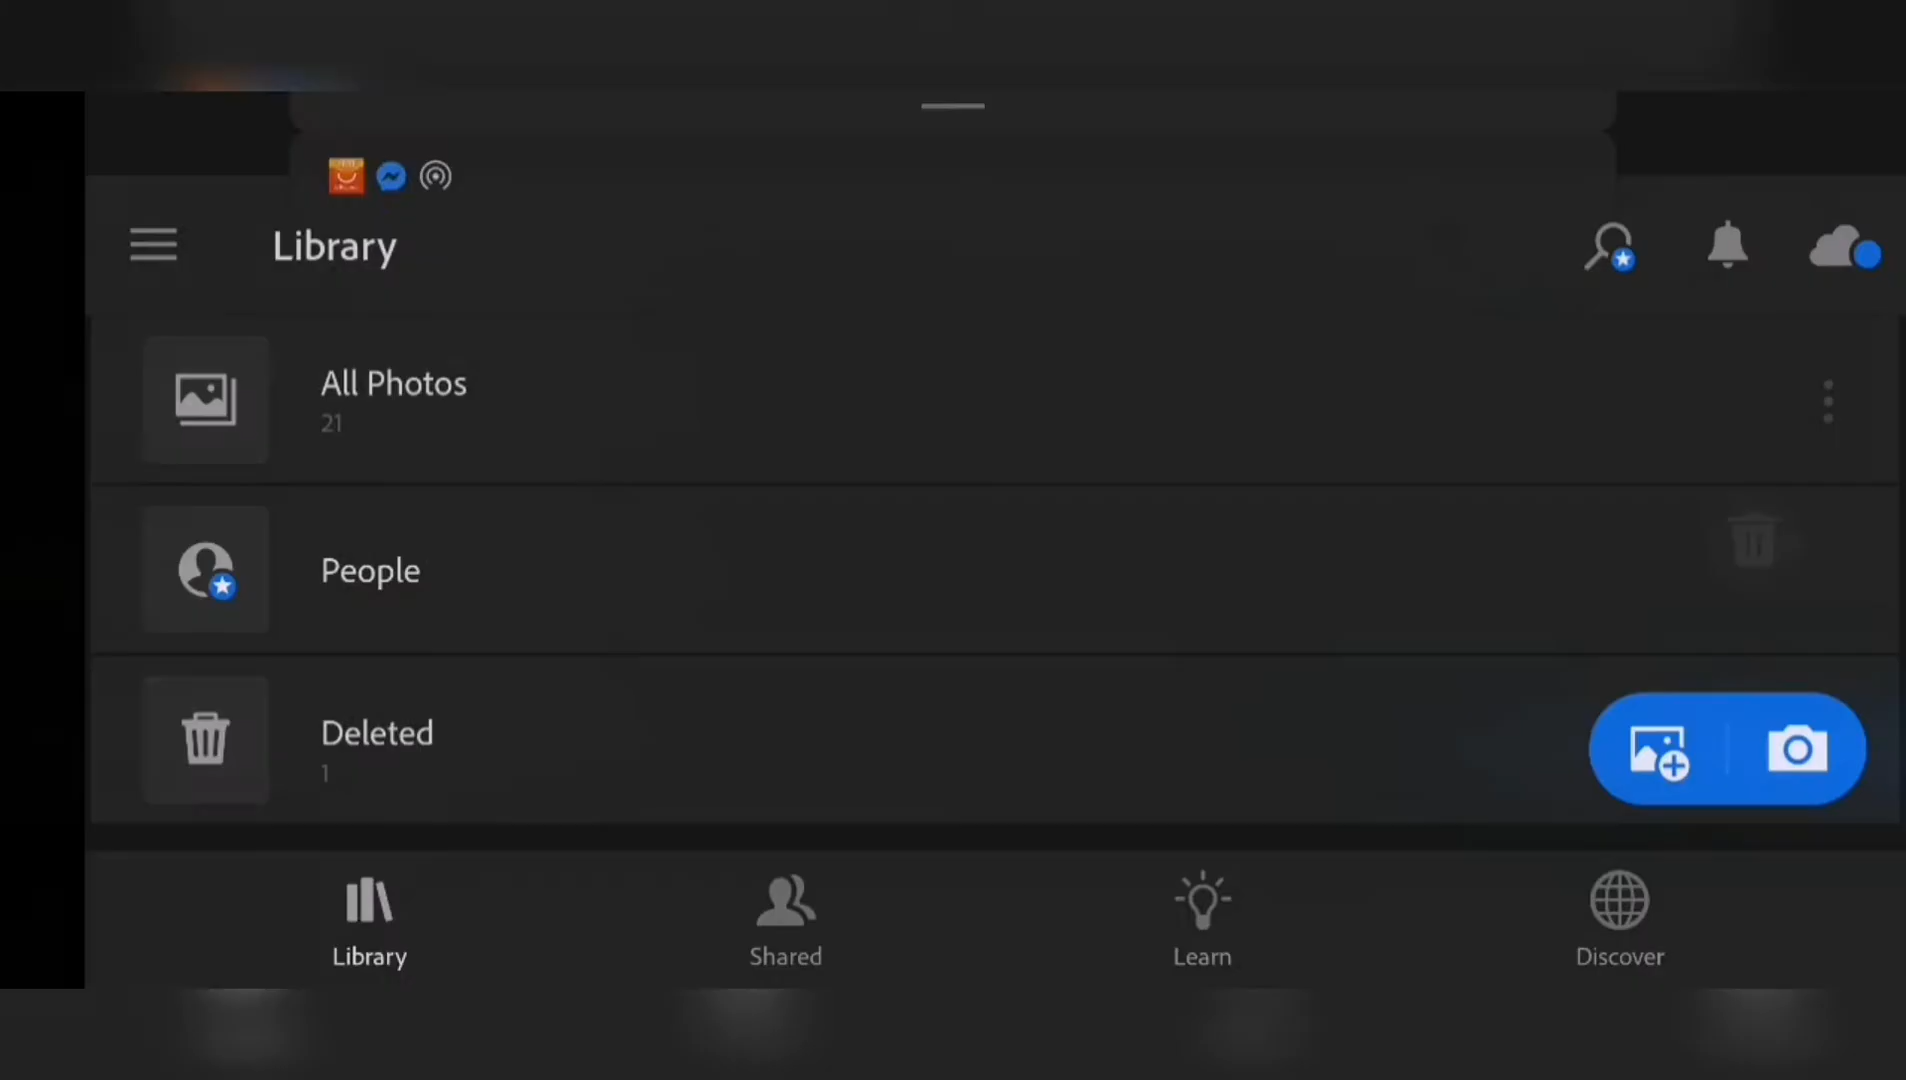 Library
All Photos
21
People
Deleted
1
Library
Shared
Learn
Discover